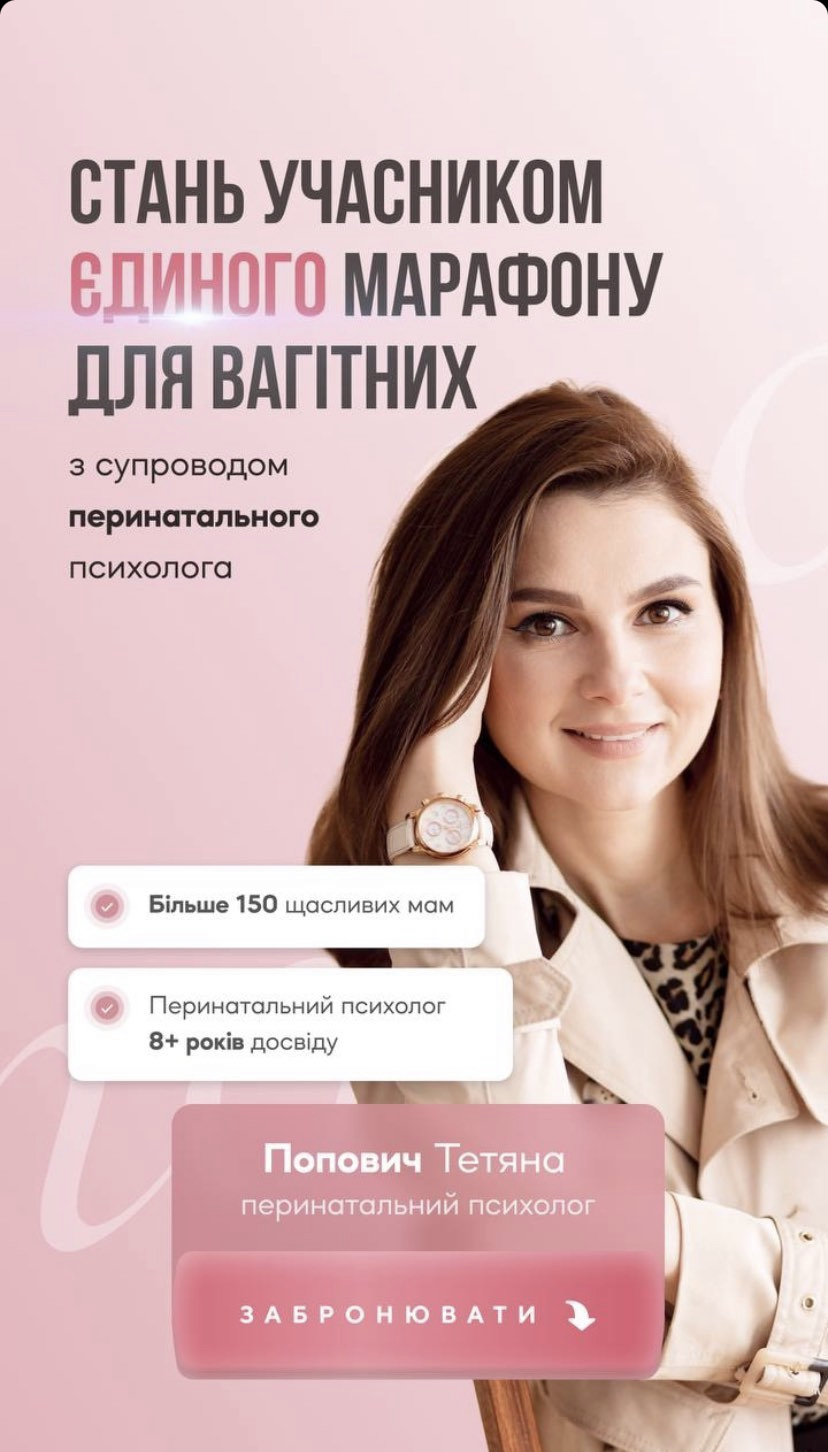 СТАНЬ УЧАСНИКОМ
ЄДИНОГО МАРАФОНУ
ДЛЯ ВАГІТНИХ
з супроводом
перинатального
психолога
Більше 150 щасливих мам
Перинатальний психолог
8+ років досвіду
Попович Тетяна
перинатальний психолог
ЗАБРОНЮВАТИ